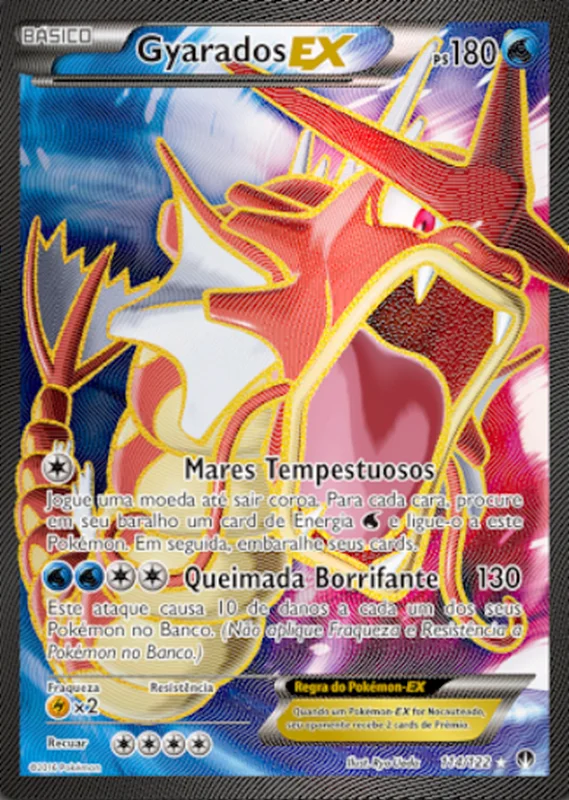 BÁSICO
Gyarados EX
PS 180
Mares Tempestuosos
Jogue uma moeda até sair coroa. Para cada cara, procure
em seu baralho um card de Energia e ligue-o a este
Pokémon. Em seguida, embaralhe seus cards.
Queimada Borrifante 130
Este ataque causa 10 de danos a cada um dos seus
Pokémon no Banco. (Não aplique Fraqueza e Resistência a
Pokémon no Banco.)
Fraqueza Resistência
x2
Regra do Pokémon-EX
Quando um Pokémon-EX for Nocauteado,
seu oponente recebe 2 cards de Prêmio.
Recuar
©2016 Pokémon
Ilust. Ryo Ueda
114/122